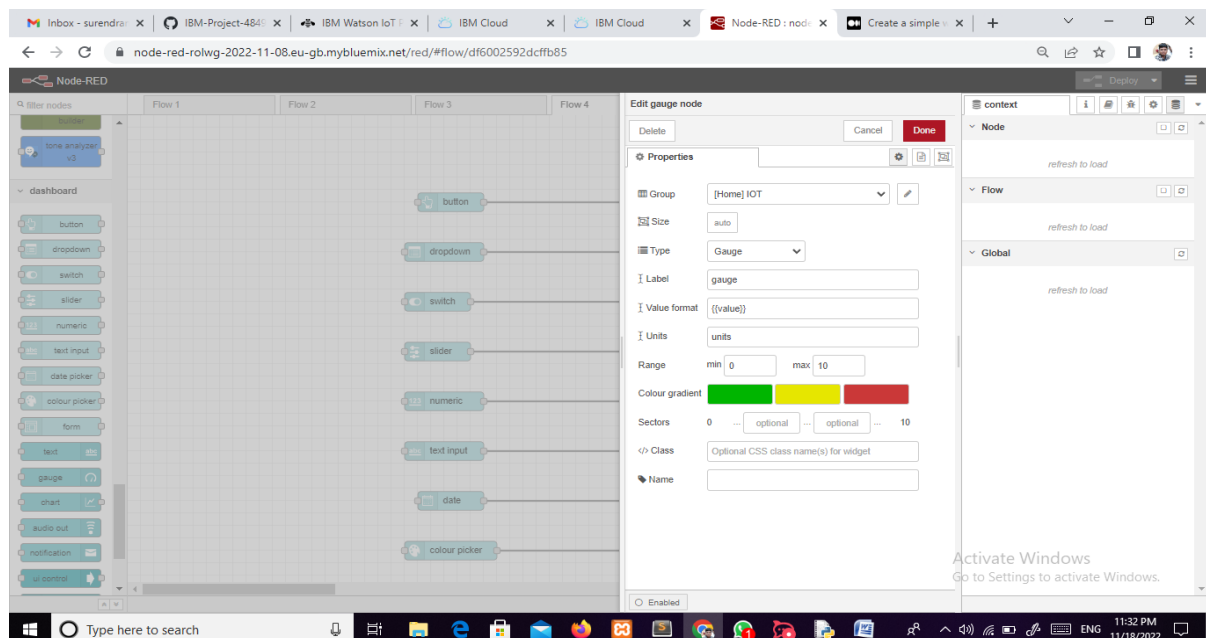 Inbox - surendrar
IBM-Project-4849
IBM Watson IoT P
IBM Cloud
IBM Cloud
Node-RED : node
Create a simple w
node-red-rolwg-2022-11-08.eu-gb.mybluemix.net/red/#flow/df6002592dcffb85
Node-RED
Deploy
filter nodes
Flow 1
Flow 2
Flow 3
Flow 4
builder
tone analyzer
v3
dashboard
button
dropdown
switch
slider
numeric
text input
date picker
colour picker
form
text
gauge
chart
audio out
notification
ui control
button
dropdown
switch
slider
numeric
text input
date
colour picker
Edit gauge node
Delete
Cancel
Done
Properties
Group
[Home] IOT
Size
auto
Type
Gauge
Label
gauge
Value format
{{value}}
Units
units
Range
min 0
max 10
Colour gradient
Sectors
0 ... optional ... optional ... 10
</> Class
Optional CSS class name(s) for widget
Name
Enabled
context
Node
refresh to load
Flow
refresh to load
Global
refresh to load
Activate Windows
Go to Settings to activate Windows.
Type here to search
ENG
11:32 PM
11/18/2022